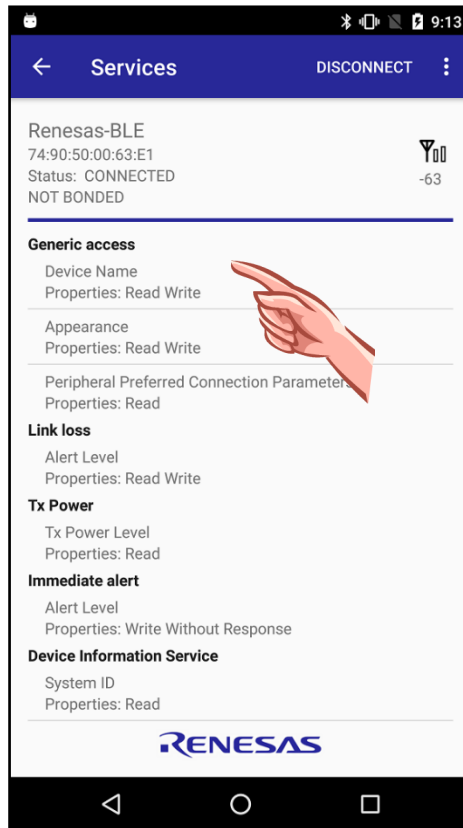 9:13
Services
DISCONNECT
Renesas-BLE
74:90:50:00:63:E1
Status: CONNECTED
-63
NOT BONDED
Generic access
Device Name
Properties: Read Write
Appearance
Properties: Read Write
Peripheral Preferred Connection Parameters
Properties: Read
Link loss
Alert Level
Properties: Read Write
Tx Power
Tx Power Level
Properties: Read
Immediate alert
Alert Level
Properties: Write Without Response
Device Information Service
System ID
Properties: Read
RENESAS